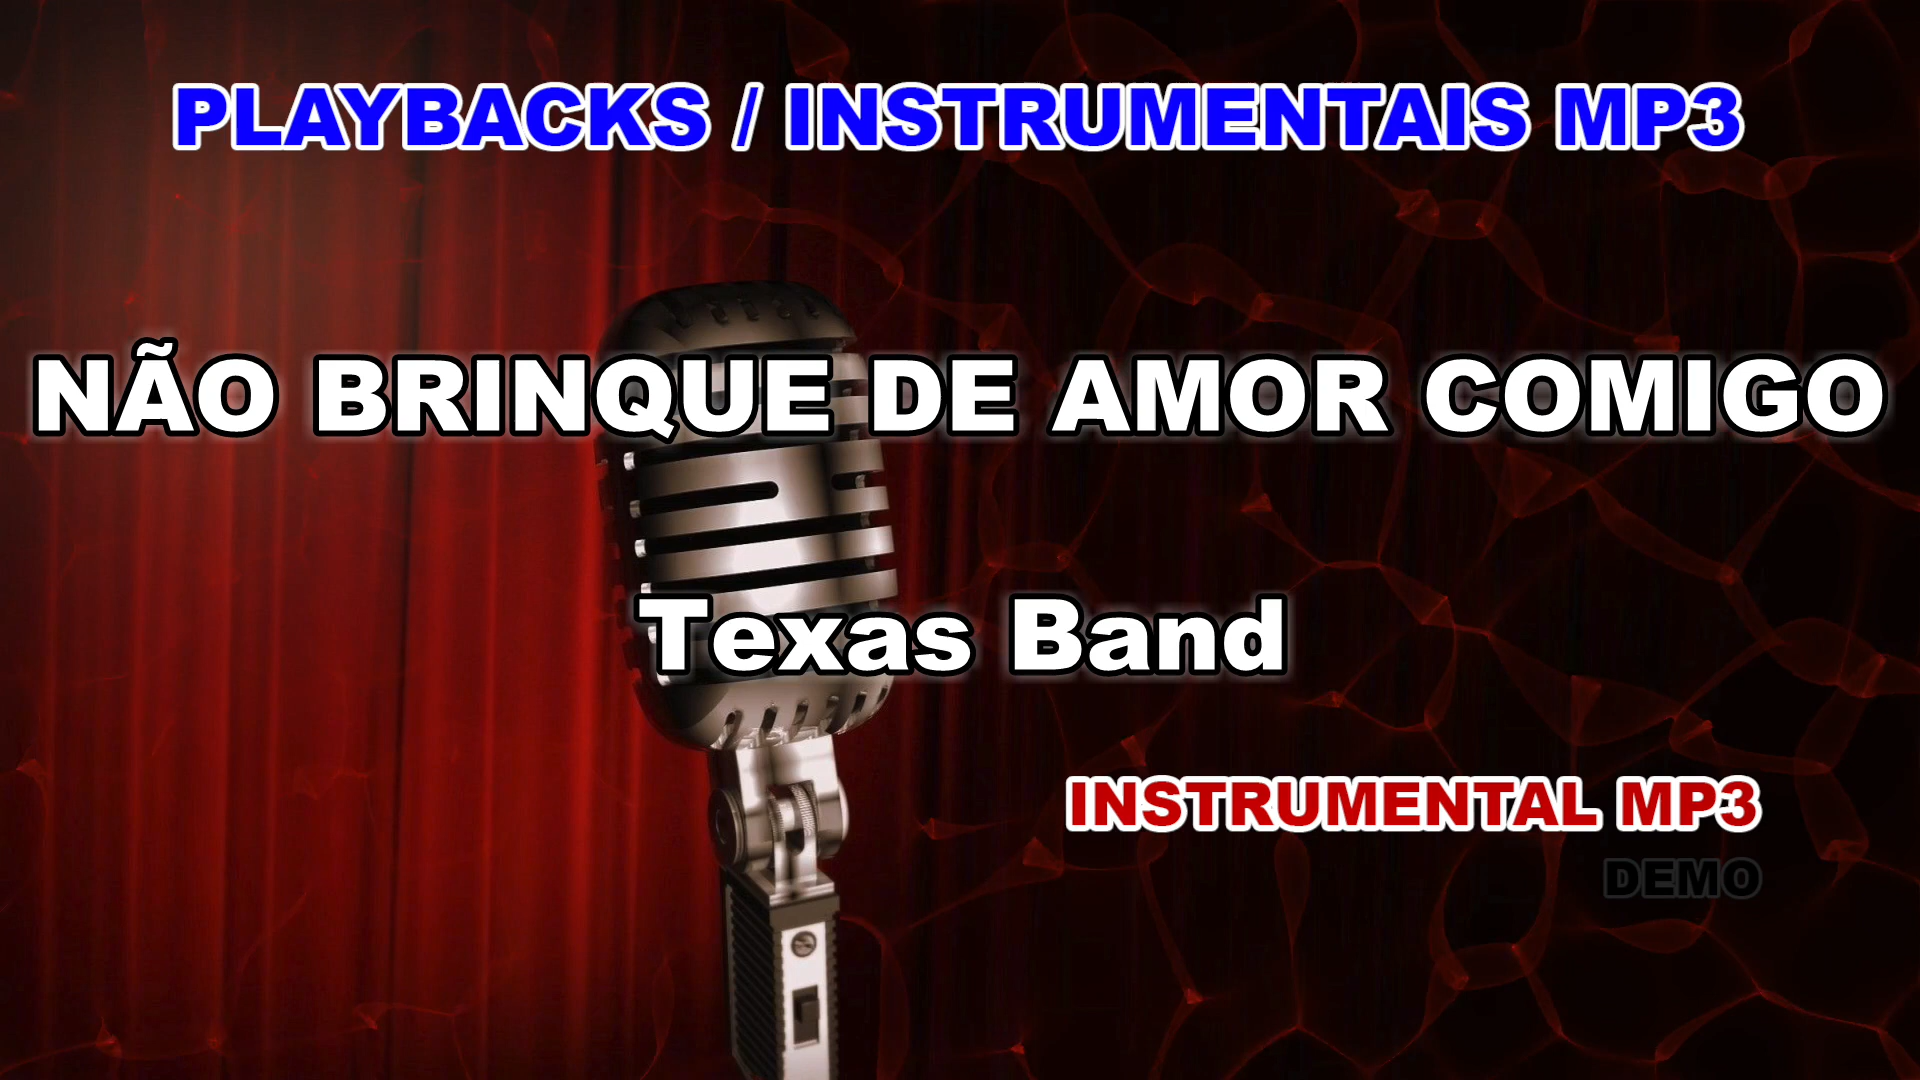 PLAYBACKS / INSTRUMENTAIS MP3
NÃO BRINQUE DE AMOR COMIGO
Texas Band
INSTRUMENTAL MP3
DEMO